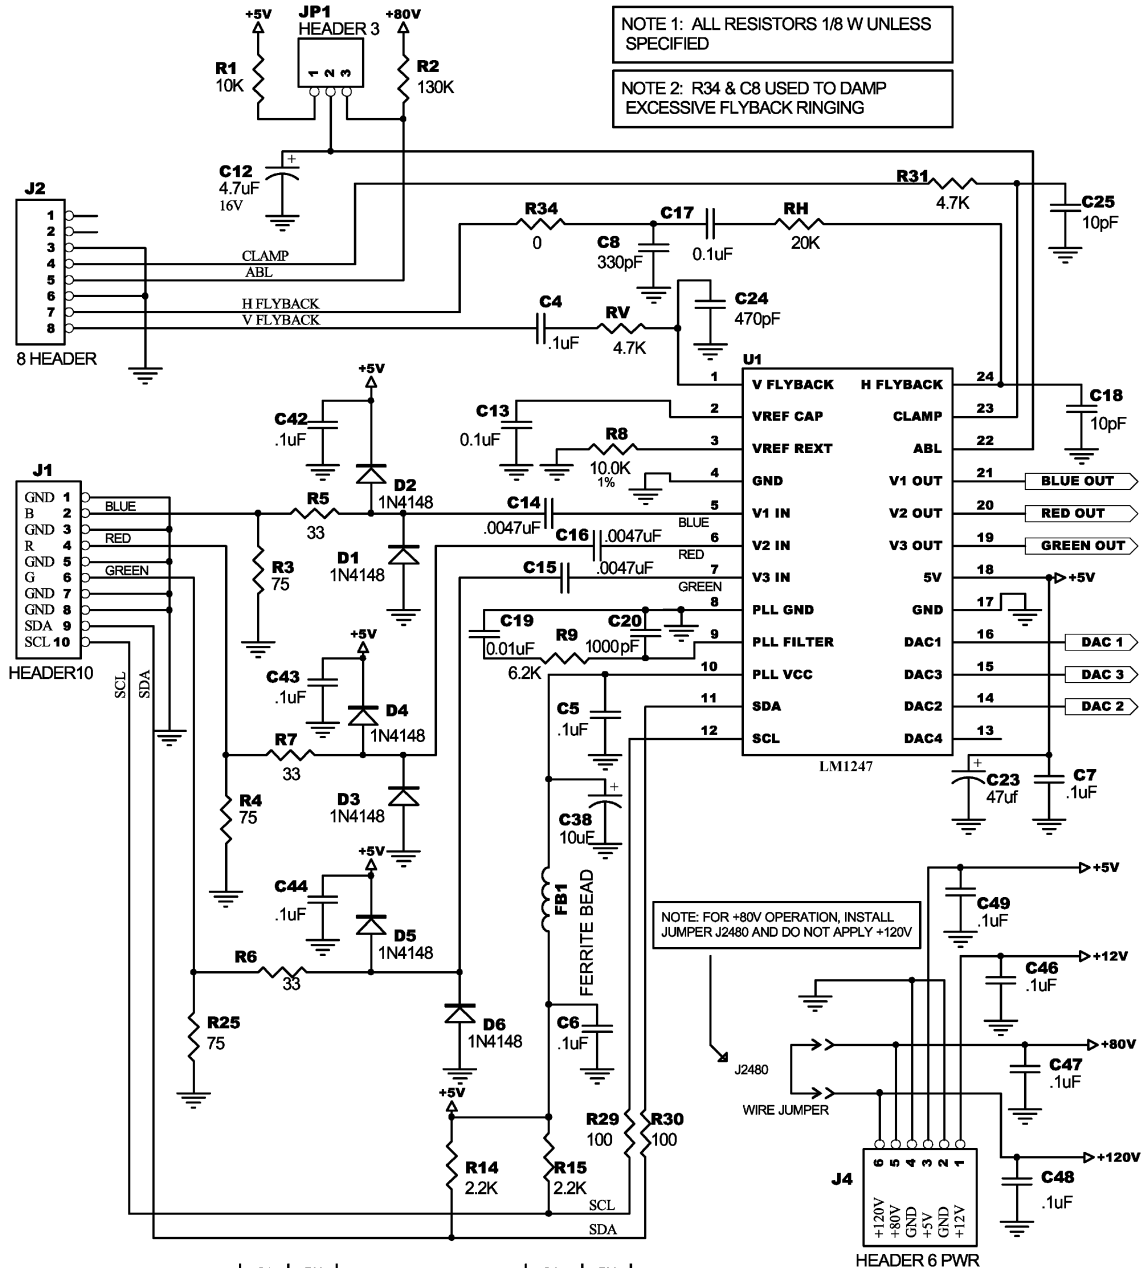 +5V
JP1
HEADER 3
+80V
R1
10K
1
2
3
R2
130K
NOTE 1: ALL RESISTORS 1/8 W UNLESS
SPECIFIED
NOTE 2: R34 & C8 USED TO DAMP
EXCESSIVE FLYBACK RINGING
C12
4.7uF
16V
+
J2
1
2
3
4
5
6
7
8
8 HEADER
CLAMP
ABL
H FLYBACK
V FLYBACK
R34
0
C8
330pF
C17
0.1uF
RH
20K
R31
4.7K
C25
10pF
C4
.1uF
RV
4.7K
C24
470pF
+5V
C42
.1uF
C13
0.1uF
R8
10.0K
1%
U1
1 V FLYBACK H FLYBACK 24
2 VREF CAP CLAMP 23
3 VREF REXT ABL 22
4 GND V1 OUT 21
5 V1 IN V2 OUT 20
6 V2 IN V3 OUT 19
7 V3 IN 5V 18
8 PLL GND GND 17
9 PLL FILTER DAC1 16
10 PLL VCC DAC3 15
11 SDA DAC2 14
12 SCL DAC4 13
LM1247
C18
10pF
BLUE OUT
RED OUT
GREEN OUT
+5V
DAC 1
DAC 3
DAC 2
J1
GND 1
B 2
GND 3
R 4
GND 5
G 6
GND 7
GND 8
SDA 9
SCL 10
HEADER10
BLUE
RED
GREEN
SCL
SDA
R5
33
D2
1N4148
D1
1N4148
R3
75
C14
.0047uF
BLUE
C16
.0047uF
RED
C15
.0047uF
GREEN
C19
0.01uF
R9
6.2K
C20
1000pF
+5V
C43
.1uF
D4
1N4148
R7
33
D3
1N4148
R4
75
C5
.1uF
C38
10uF
+
+
C23
47uf
C7
.1uF
+5V
C44
.1uF
D5
1N4148
R6
33
D6
1N4148
R25
75
FB1
FERRITE BEAD
C6
.1uF
+5V
R14
2.2K
R15
2.2K
R29
100
R30
100
SCL
SDA
NOTE: FOR +80V OPERATION, INSTALL
JUMPER J2480 AND DO NOT APPLY +120V
J2480
WIRE JUMPER
+5V
C49
.1uF
+12V
C46
.1uF
+80V
C47
.1uF
+120V
C48
.1uF
J4
6
5
4
3
2
1
+120V
+80V
GND
+5V
GND
+12V
HEADER 6 PWR